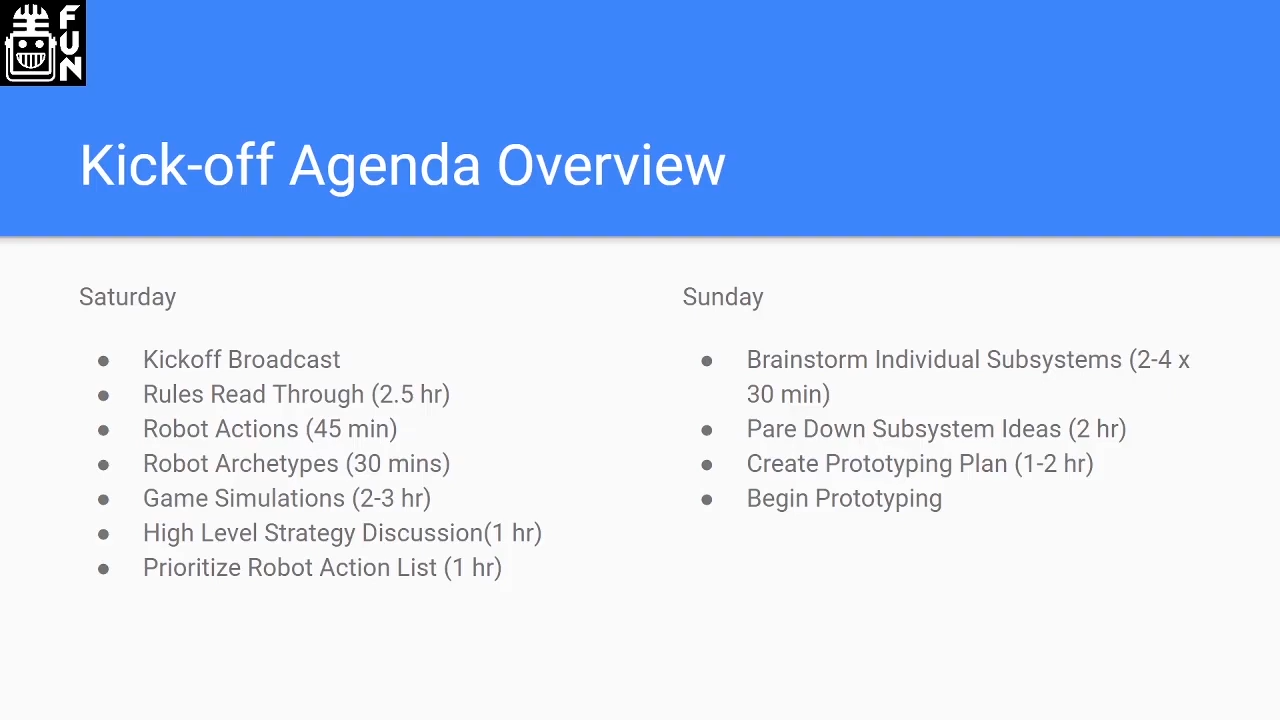 FUN
Kick-off Agenda Overview
Saturday
● Kickoff Broadcast
● Rules Read Through (2.5 hr)
● Robot Actions (45 min)
● Robot Archetypes (30 mins)
● Game Simulations (2-3 hr)
● High Level Strategy Discussion(1 hr)
● Prioritize Robot Action List (1 hr)
Sunday
● Brainstorm Individual Subsystems (2-4 x
30 min)
● Pare Down Subsystem Ideas (2 hr)
● Create Prototyping Plan (1-2 hr)
● Begin Prototyping